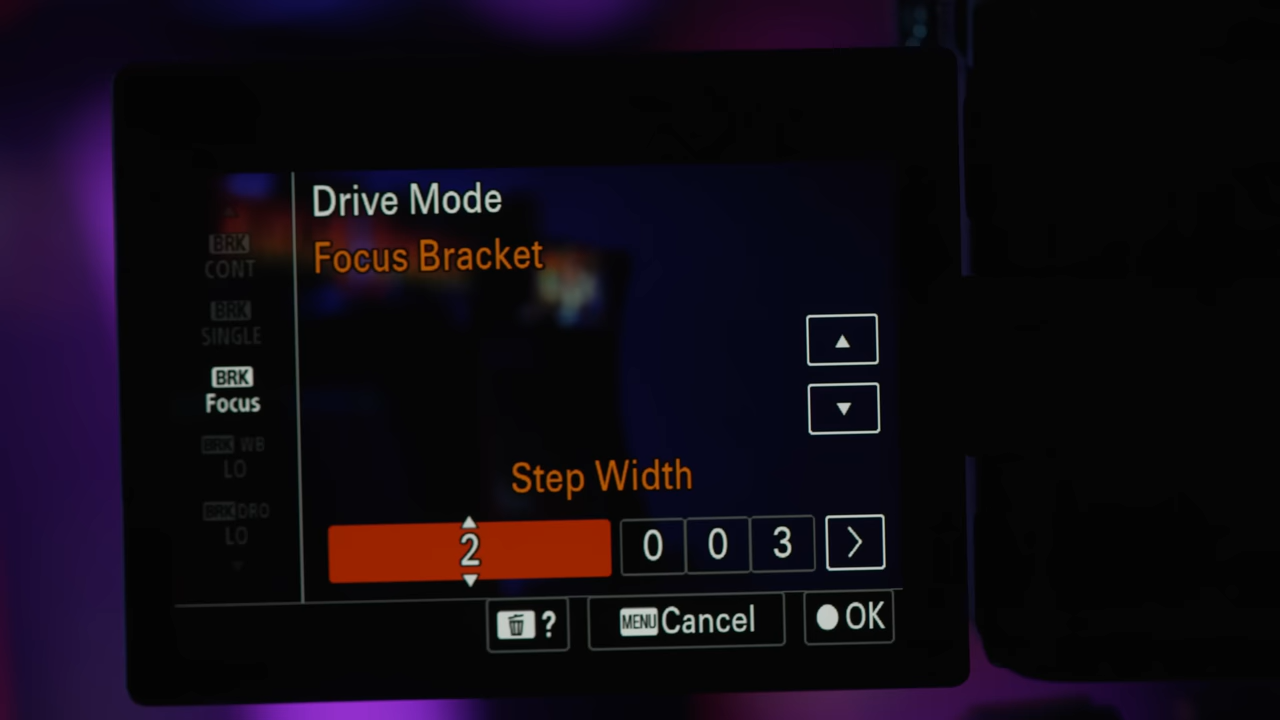 Drive Mode
Focus Bracket
BRK
CONT
BRK
SINGLE
BRK
Focus
BRK WB
LO
BRK DRO
LO
Step Width
2 0 0 3
? MENU Cancel OK